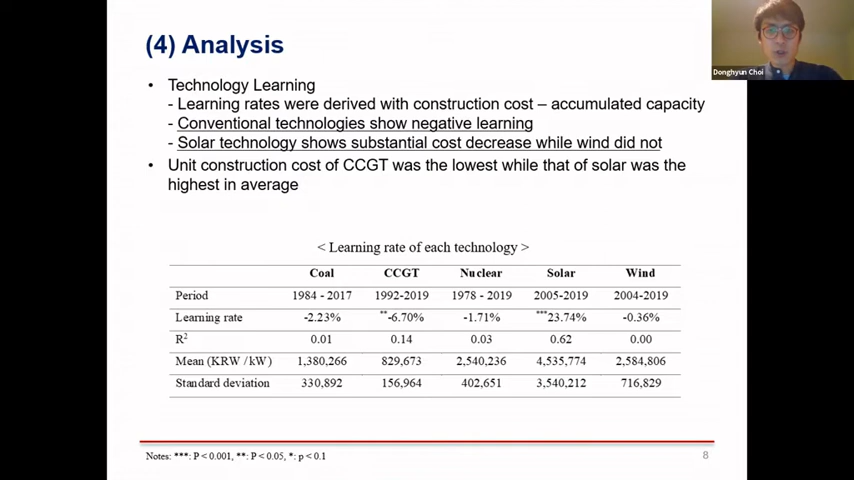 (4) Analysis
Donghyun Choi
• Technology Learning
- Learning rates were derived with construction cost – accumulated capacity
- Conventional technologies show negative learning
- Solar technology shows substantial cost decrease while wind did not
• Unit construction cost of CCGT was the lowest while that of solar was the
highest in average
< Learning rate of each technology >
Coal CCGT Nuclear Solar Wind
Period 1984 - 2017 1992-2019 1978 - 2019 2005-2019 2004-2019
Learning rate -2.23% **-6.70% -1.71% ***23.74% -0.36%
R2 0.01 0.14 0.03 0.62 0.00
Mean (KRW / kW) 1,380,266 829,673 2,540,236 4,535,774 2,584,806
Standard deviation 330,892 156,964 402,651 3,540,212 716,829
Notes: ***: P < 0.001, **: P < 0.05, *: p < 0.1
8